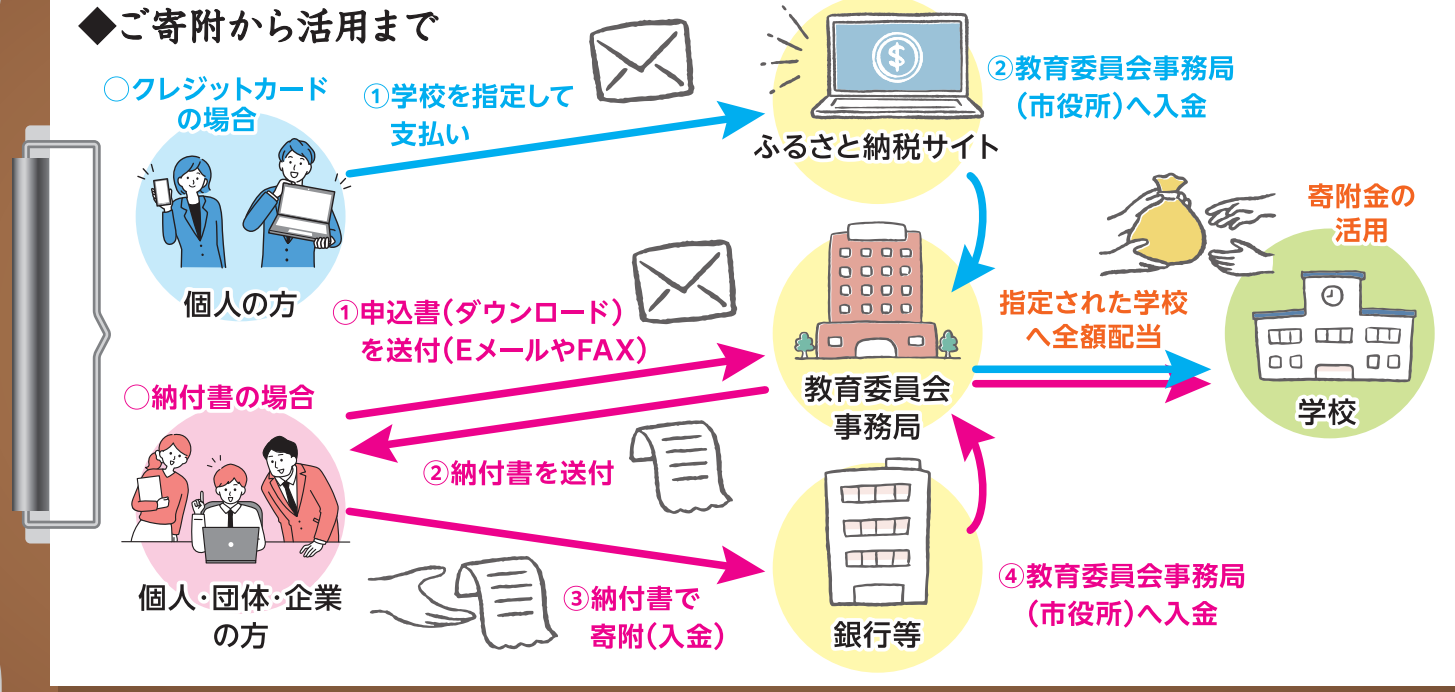 ◆ご寄附から活用まで
○クレジットカード
の場合
個人の方
①学校を指定して
支払い
ふるさと納税サイト
②教育委員会事務局
(市役所)へ入金
○納付書の場合
個人・団体・企業
の方
①申込書(ダウンロード)
を送付(EメールやFAX)
②納付書を送付
③納付書で
寄附(入金)
銀行等
④教育委員会事務局
(市役所)へ入金
教育委員会
事務局
指定された学校
へ全額配当
寄附金の
活用
学校